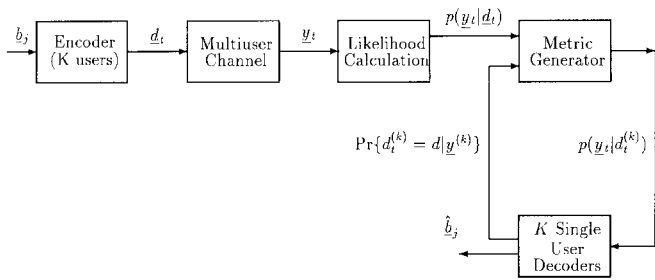 b_j
Encoder
(K users)
d_t
Multiuser
Channel
y_t
Likelihood
Calculation
p(y_t|d_t)
Metric
Generator
Pr{d_t^{(k)} = d|y^{(k)}}
p(y_t|d_t^{(k)})
b̂_j
K Single
User
Decoders